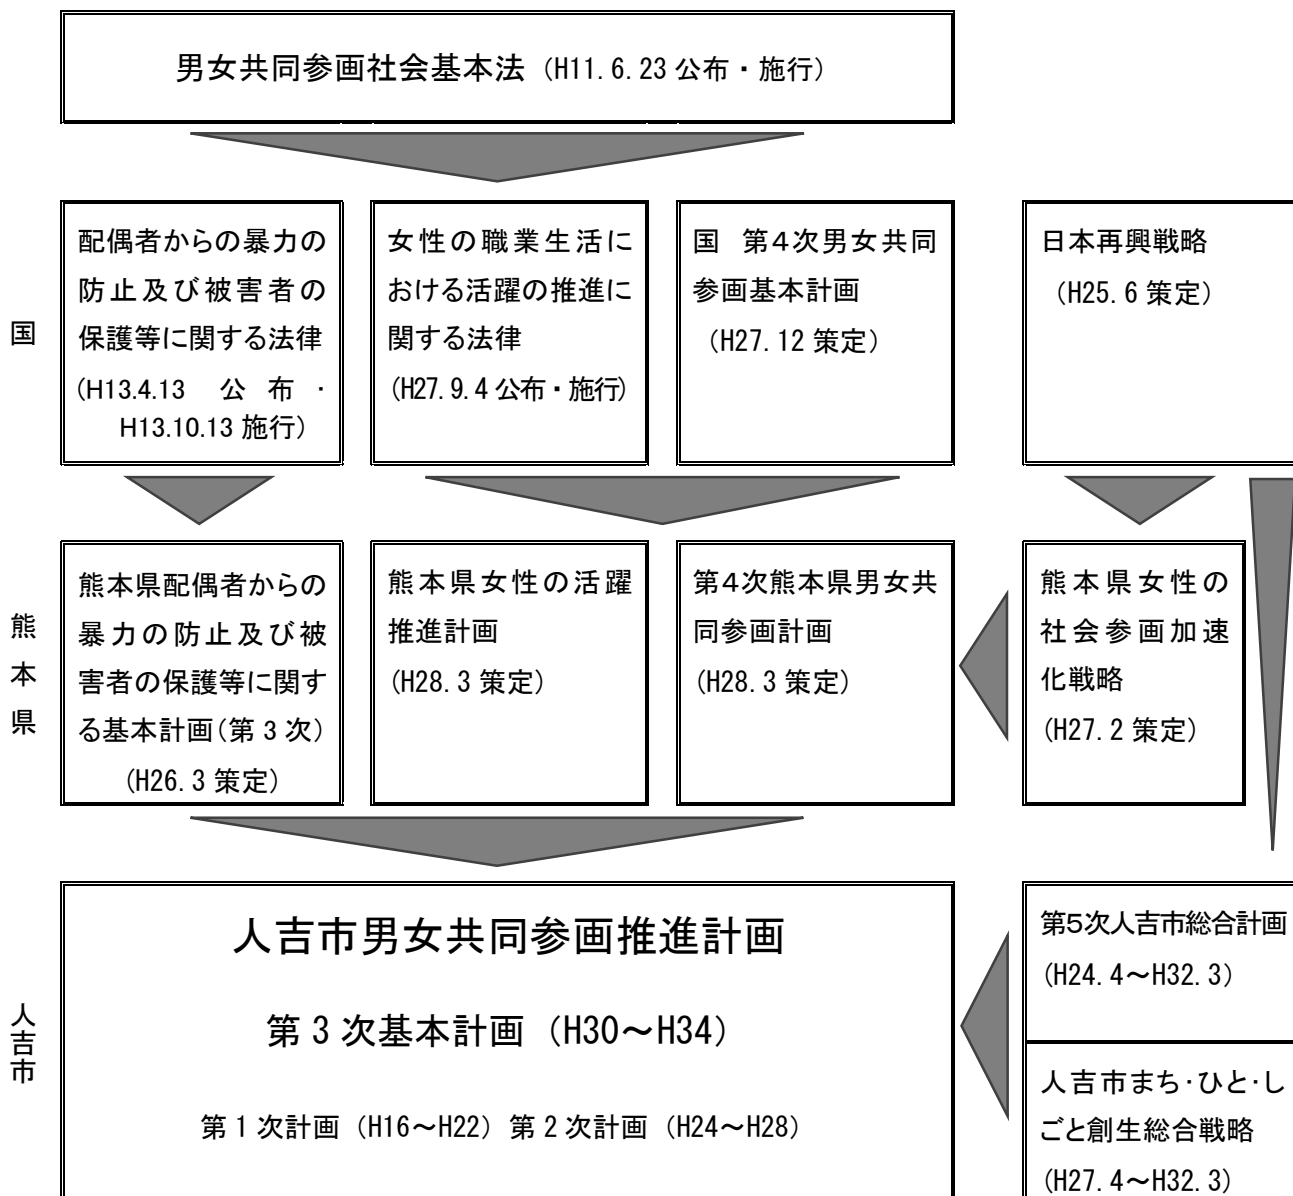 男女共同参画社会基本法（H11.6.23 公布・施行）
国
配偶者からの暴力の
防止及び被害者の
保護等に関する法律
（H13.4.13 公布・
H13.10.13 施行）
女性の職業生活に
おける活躍の推進に
関する法律
（H27.9.4 公布・施行）
国 第４次男女共同
参画基本計画
（H27.12 策定）
日本再興戦略
（H25.6 策定）
熊本県
熊本県配偶者からの
暴力の防止及び被
害者の保護等に関す
る基本計画（第３次）
（H26.3 策定）
熊本県女性の活躍
推進計画
（H28.3 策定）
第４次熊本県男女共
同参画計画
（H28.3 策定）
熊本県女性の
社会参画加速
化戦略
（H27.2 策定）
人吉市
人吉市男女共同参画推進計画
第３次基本計画（H30～H34）
第１次計画（H16～H22）第２次計画（H24～H28）
第５次人吉市総合計画
（H24.4～H32.3）
人吉市まち・ひと・し
ごと創生総合戦略
（H27.4～H32.3）